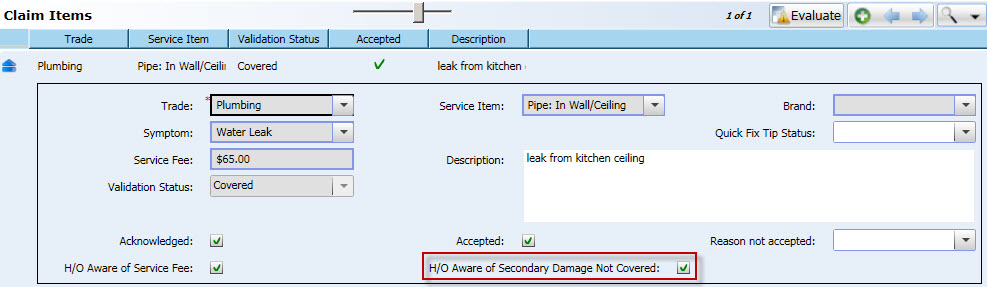 Claim Items 1 of 1 Evaluate
Trade Service Item Validation Status Accepted Description
Plumbing Pipe: In Wall/Ceilin Covered leak from kitchen
Trade: * Plumbing Service Item: Pipe: In Wall/Ceiling Brand:
Symptom: Water Leak Quick Fix Tip Status:
Service Fee: $65.00 Description: leak from kitchen ceiling
Validation Status: Covered
Acknowledged: Accepted: Reason not accepted:
H/O Aware of Service Fee: H/O Aware of Secondary Damage Not Covered: